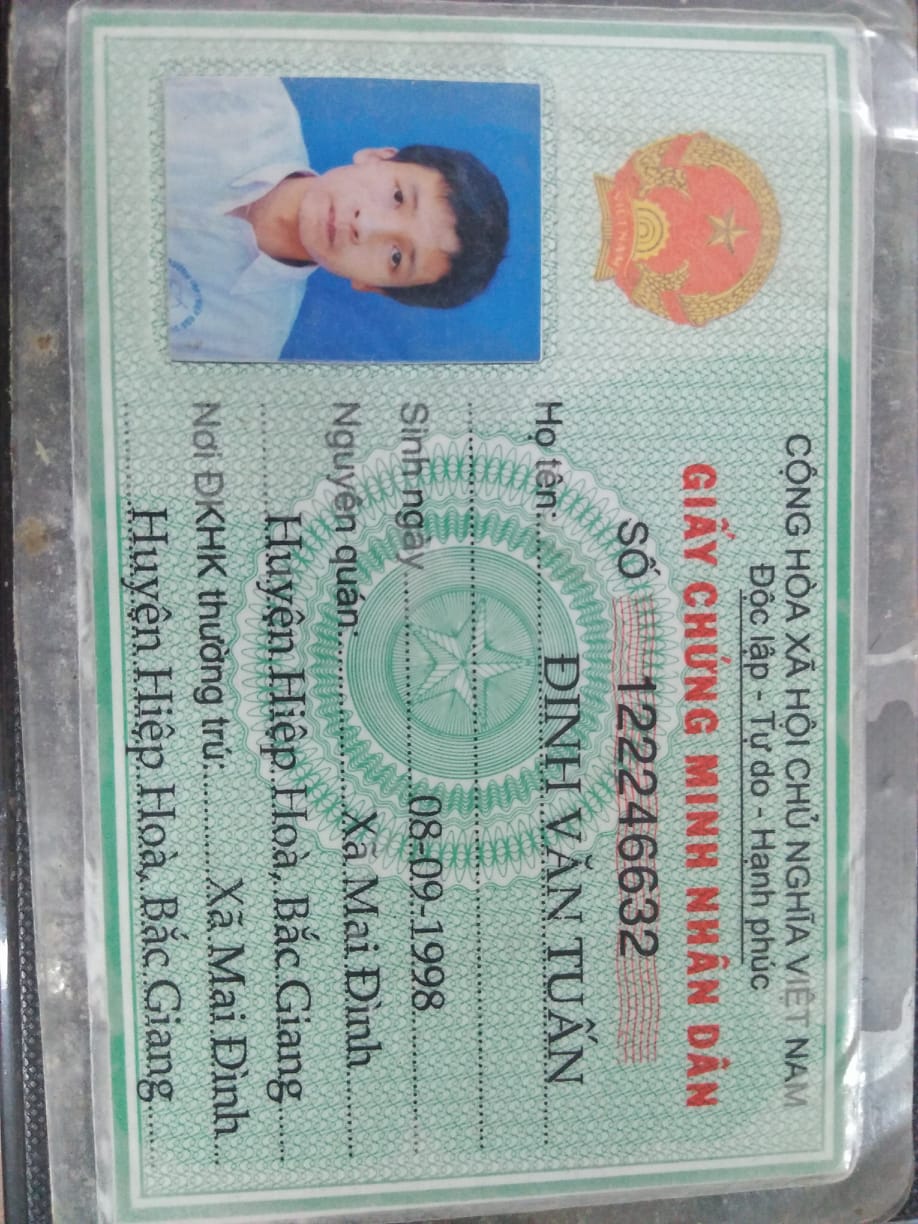 CỘNG HÒA XÃ HỘI CHỦ NGHĨA VIỆT NAM
Độc lập - Tự do - Hạnh phúc
GIẤY CHỨNG MINH NHÂN DÂN
SỐ 122246632
Họ tên: ĐINH VĂN TUẤN
Sinh ngày 08-09-1998
Nguyên quán: Xã Mai Đình
Huyện Hiệp Hoà, Bắc Giang
Nơi ĐKHK thường trú: Xã Mai Đình
Huyện Hiệp Hoà, Bắc Giang